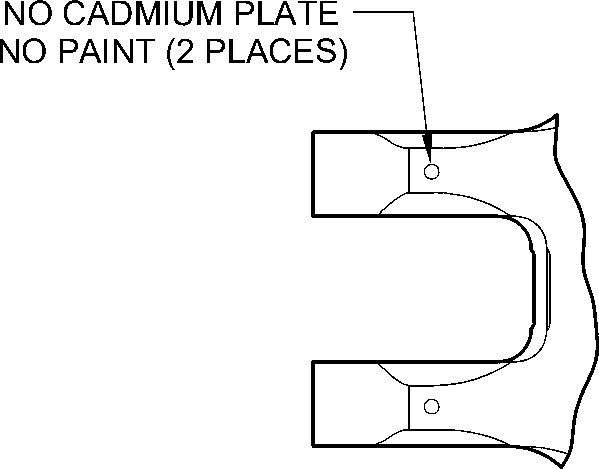 NO CADMIUM PLATE
NO PAINT (2 PLACES)